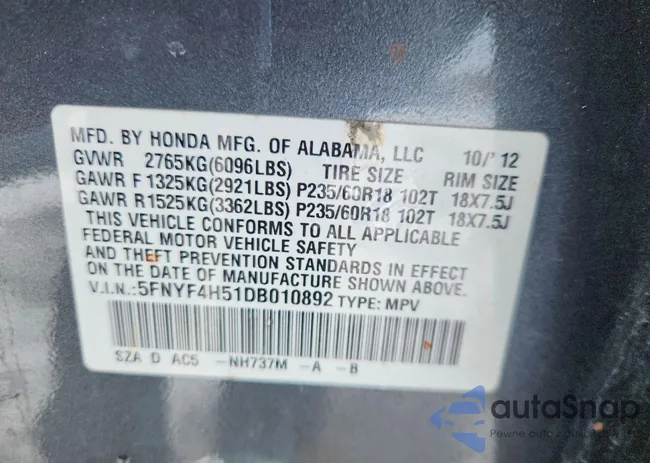 MFD. BY HONDA MFG. OF ALABAMA, LLC 10/'12
GVWR 2765KG(6096LBS) TIRE SIZE RIM SIZE
GAWR F 1325KG(2921LBS) P235/60R18 102T 18X7.5J
GAWR R1525KG(3362LBS) P235/60R18 102T 18X7.5J
THIS VEHICLE CONFORMS TO ALL APPLICABLE
FEDERAL MOTOR VEHICLE SAFETY
AND THEFT PREVENTION STANDARDS IN EFFECT
ON THE DATE OF MANUFACTURE SHOWN ABOVE.
V.I.N.:5FNYF4H51DB010892 TYPE: MPV
SZA D AC5 -NH737M -A -B
autoSnap
Pewne auto z